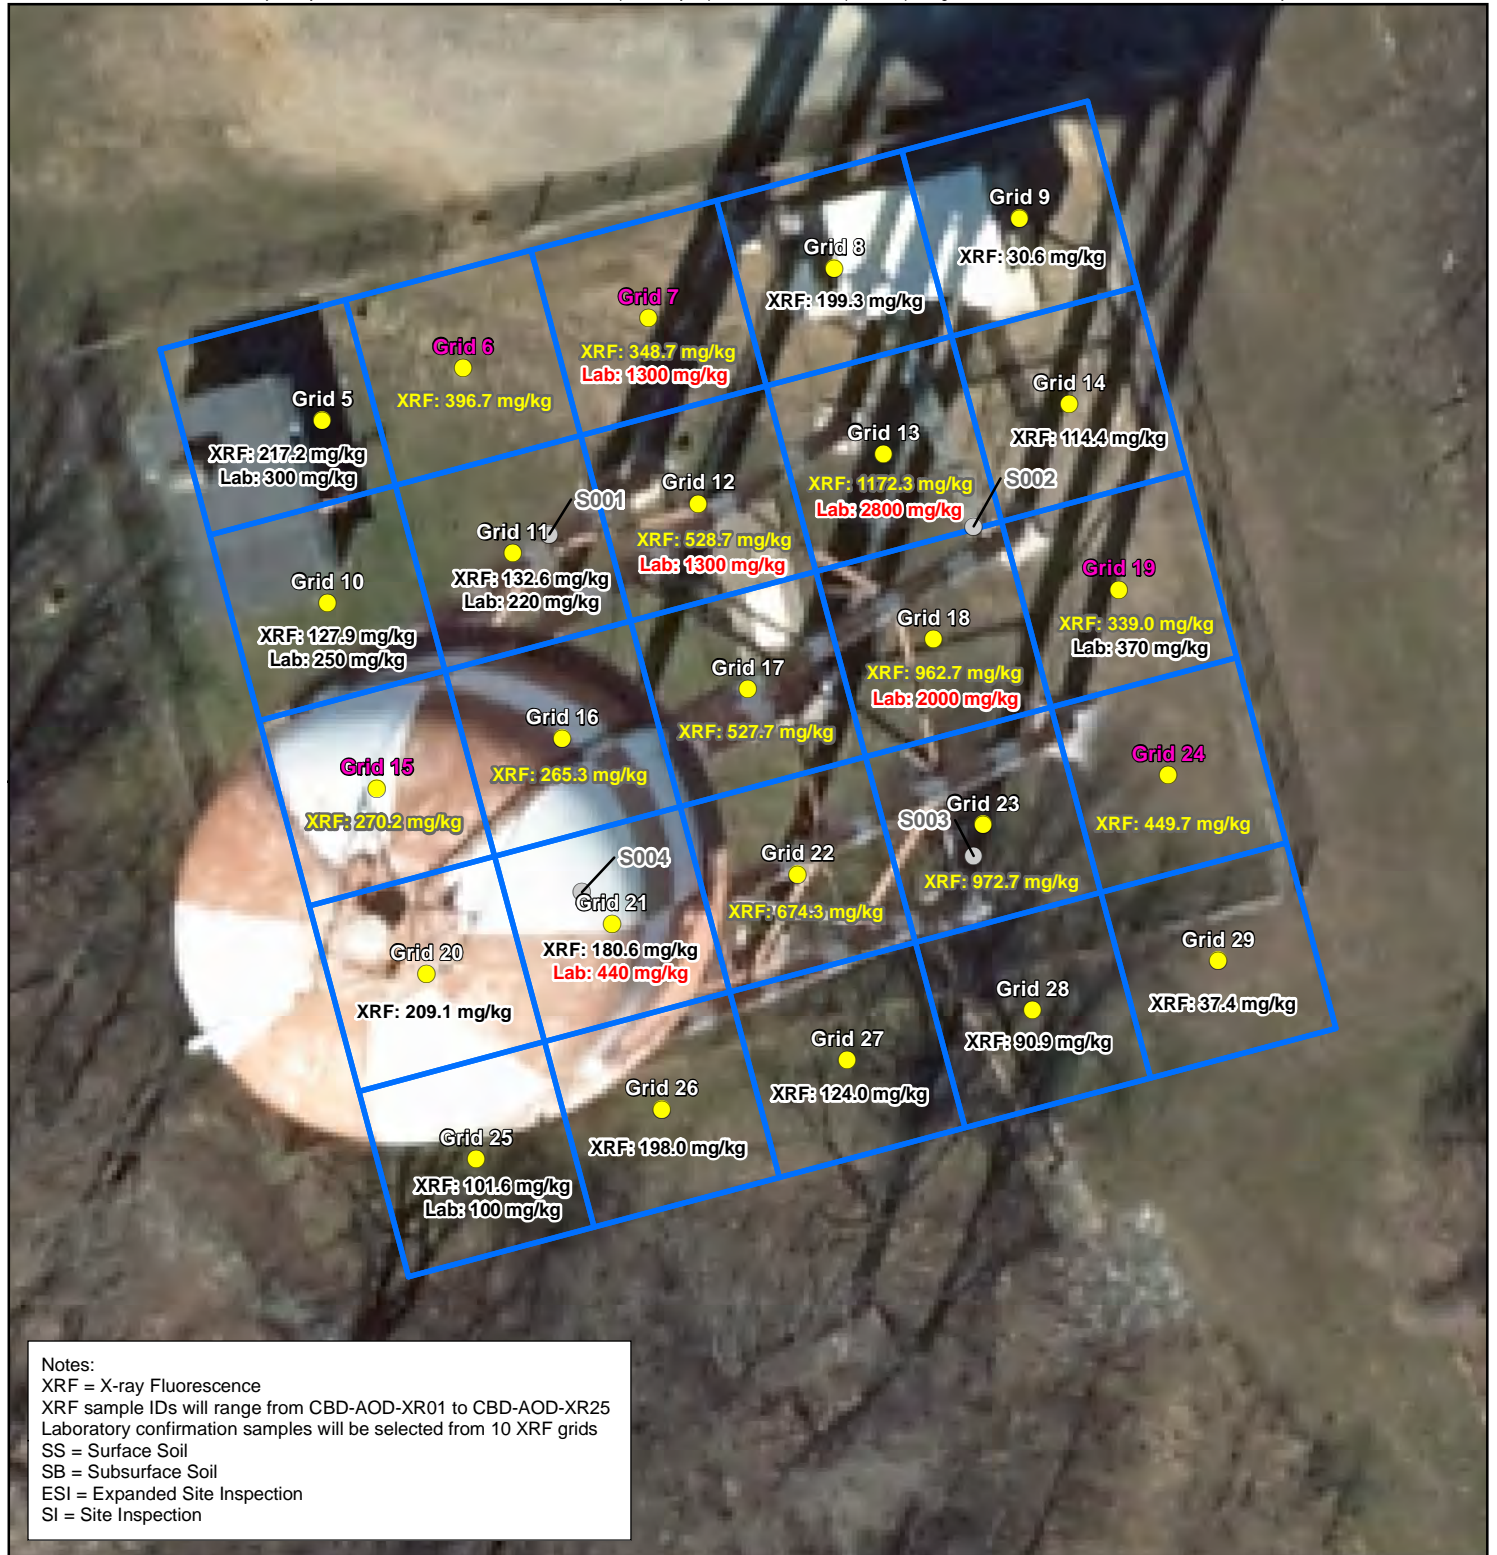 Grid 9
XRF: 30.6 mg/kg
Grid 8
XRF: 199.3 mg/kg
Grid 7
XRF: 348.7 mg/kg
Lab: 1300 mg/kg
Grid 6
XRF: 396.7 mg/kg
Grid 5
XRF: 217.2 mg/kg
Lab: 300 mg/kg
Grid 14
XRF: 114.4 mg/kg
Grid 13
XRF: 1172.3 mg/kg
Lab: 2800 mg/kg
S002
Grid 12
XRF: 528.7 mg/kg
Lab: 1300 mg/kg
S001
Grid 11
XRF: 132.6 mg/kg
Lab: 220 mg/kg
Grid 10
XRF: 127.9 mg/kg
Lab: 250 mg/kg
Grid 19
XRF: 339.0 mg/kg
Lab: 370 mg/kg
Grid 18
XRF: 962.7 mg/kg
Lab: 2000 mg/kg
Grid 17
XRF: 527.7 mg/kg
Grid 16
XRF: 265.3 mg/kg
Grid 15
XRF: 270.2 mg/kg
Grid 24
XRF: 449.7 mg/kg
Grid 23
S003
XRF: 972.7 mg/kg
Grid 22
XRF: 674.3 mg/kg
S004
Grid 21
XRF: 180.6 mg/kg
Lab: 440 mg/kg
Grid 20
XRF: 209.1 mg/kg
Grid 29
XRF: 37.4 mg/kg
Grid 28
XRF: 90.9 mg/kg
Grid 27
XRF: 124.0 mg/kg
Grid 26
XRF: 198.0 mg/kg
Grid 25
XRF: 101.6 mg/kg
Lab: 100 mg/kg
Notes:
XRF = X-ray Fluorescence
XRF sample IDs will range from CBD-AOD-XR01 to CBD-AOD-XR25
Laboratory confirmation samples will be selected from 10 XRF grids
SS = Surface Soil
SB = Subsurface Soil
ESI = Expanded Site Inspection
SI = Site Inspection